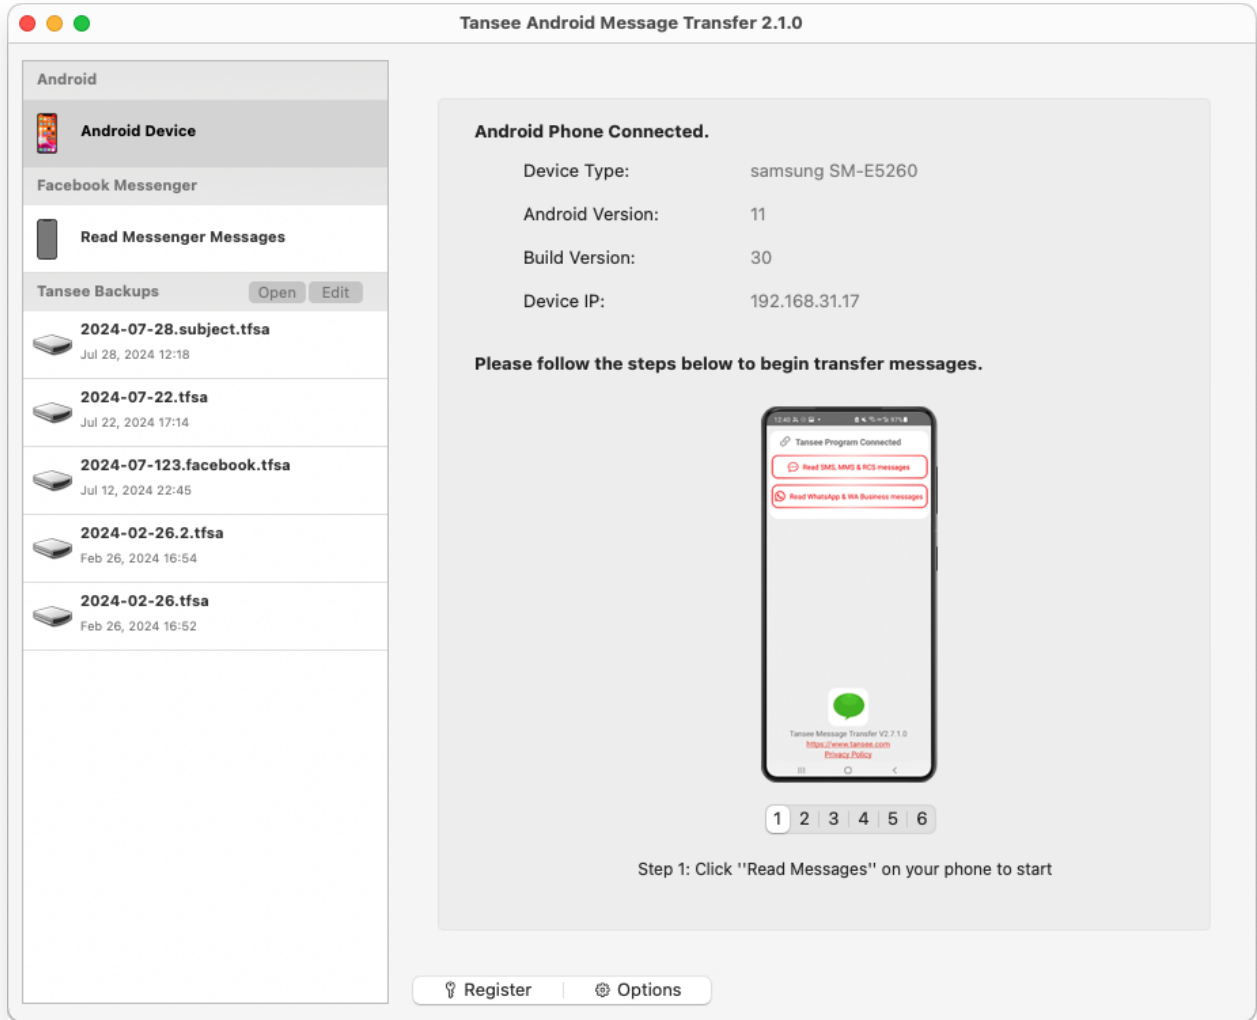 Tansee Android Message Transfer 2.1.0
Android
Android Device
Facebook Messenger
Read Messenger Messages
Tansee Backups Open Edit
2024-07-28.subject.tfsa
Jul 28, 2024 12:18
2024-07-22.tfsa
Jul 22, 2024 17:14
2024-07-123.facebook.tfsa
Jul 12, 2024 22:45
2024-02-26.2.tfsa
Feb 26, 2024 16:54
2024-02-26.tfsa
Feb 26, 2024 16:52
Android Phone Connected.
Device Type: samsung SM-E5260
Android Version: 11
Build Version: 30
Device IP: 192.168.31.17
Please follow the steps below to begin transfer messages.
12:40 97%
Tansee Program Connected
Read SMS, MMS & RCS messages
Read WhatsApp & WA Business messages
Tansee Message Transfer V2.7.1.0
https://www.tansee.com
Privacy Policy
1 2 3 4 5 6
Step 1: Click ''Read Messages'' on your phone to start
Register Options